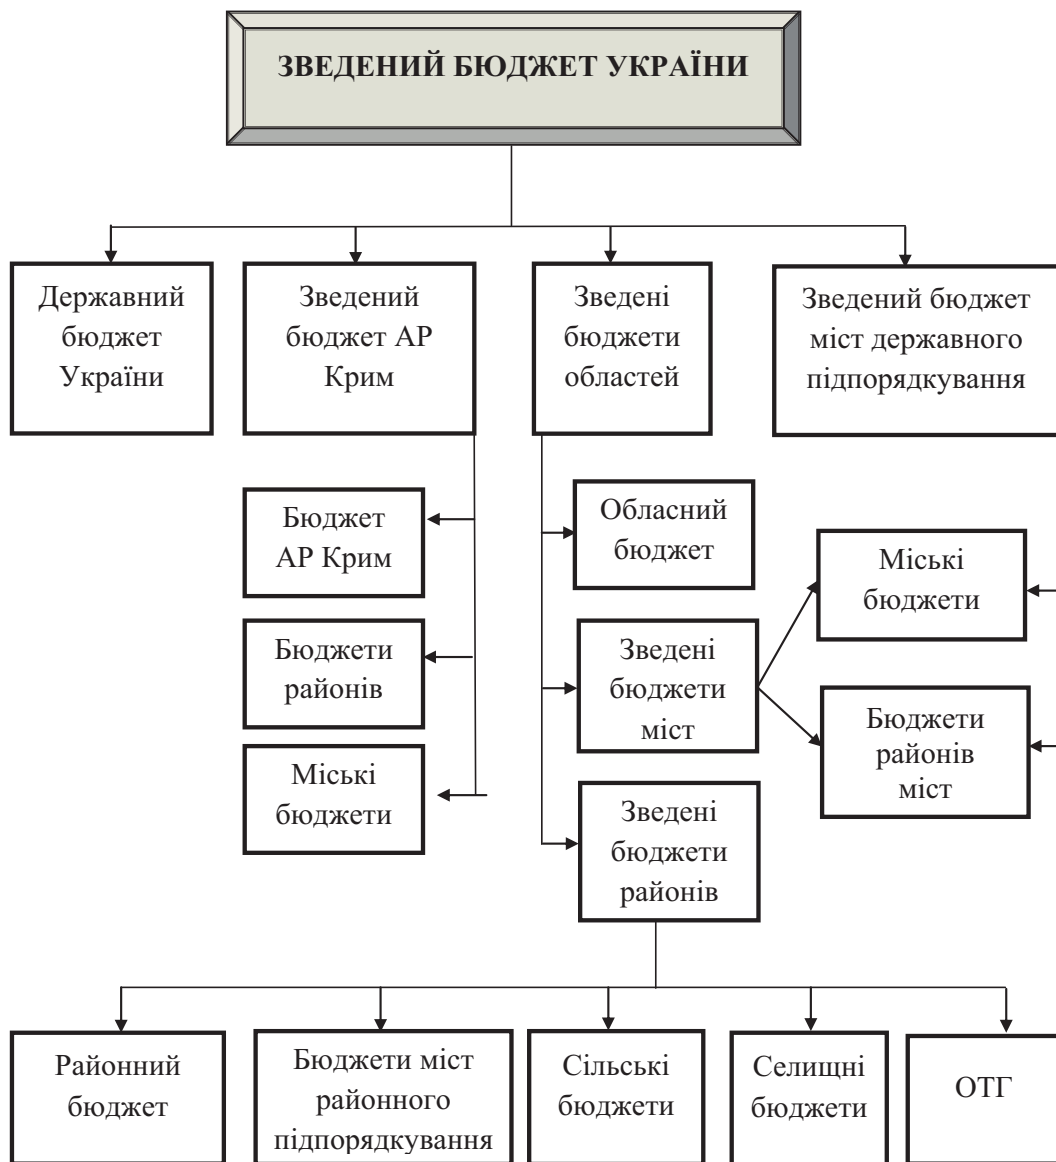 ЗВЕДЕНИЙ БЮДЖЕТ УКРАЇНИ
Державний
бюджет
України
Зведений
бюджет АР
Крим
Зведені
бюджети
областей
Зведений бюджет
міст державного
підпорядкування
Бюджет
АР Крим
Обласний
бюджет
Міські
бюджети
Бюджети
районів
Зведені
бюджети
міст
Бюджети
районів
міст
Міські
бюджети
Зведені
бюджети
районів
Районний
бюджет
Бюджети міст
районного
підпорядкування
Сільські
бюджети
Селищні
бюджети
ОТГ